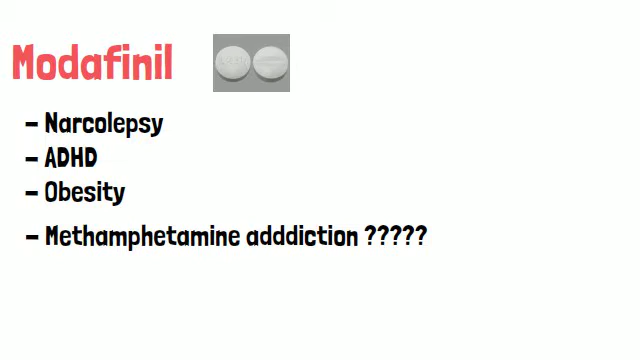 Modafinil
- Narcolepsy
- ADHD
- Obesity
- Methamphetamine adddiction ?????